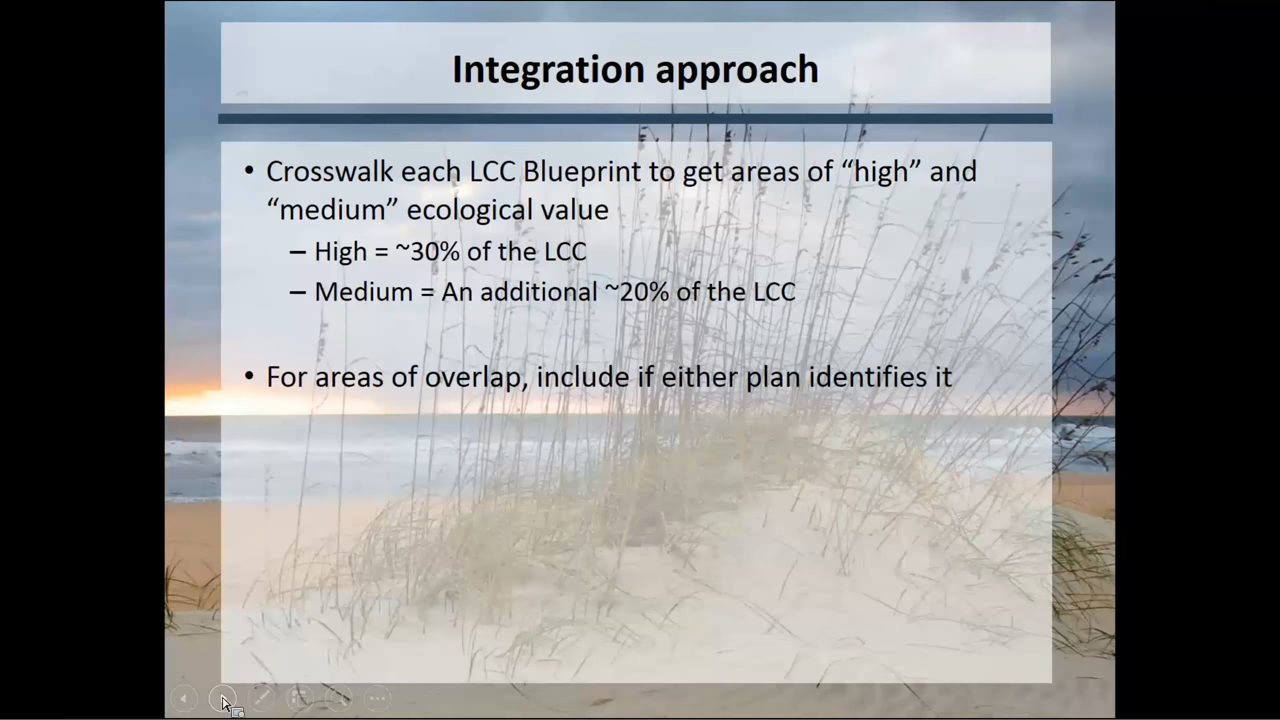 Integration approach
• Crosswalk each LCC Blueprint to get areas of “high” and
“medium” ecological value
– High = ~30% of the LCC
– Medium = An additional ~20% of the LCC
• For areas of overlap, include if either plan identifies it